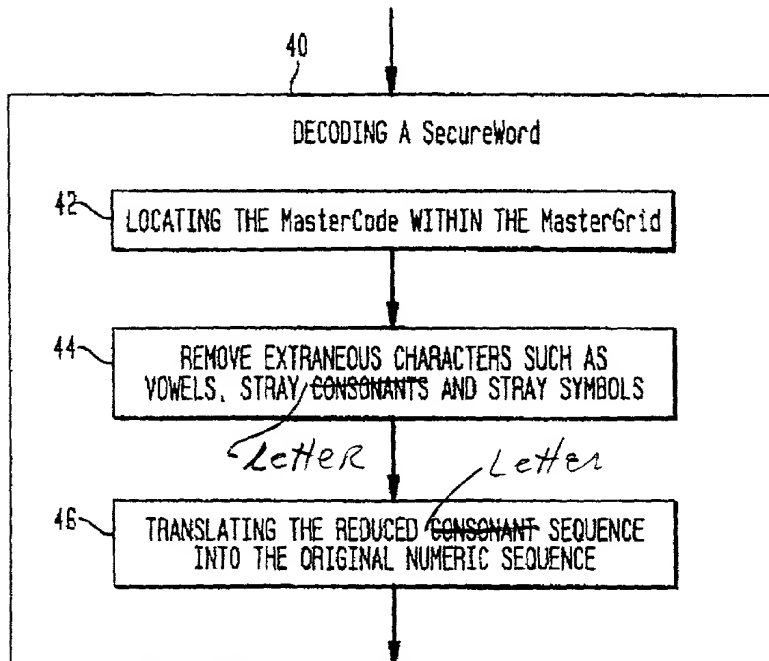 40
DECODING A SecureWord
42
LOCATING THE MasterCode WITHIN THE MasterGrid
44
REMOVE EXTRANEOUS CHARACTERS SUCH AS
VOWELS, STRAY CONSONANTS AND STRAY SYMBOLS
LetteR
Letter
46
TRANSLATING THE REDUCED CONSONANT SEQUENCE
INTO THE ORIGINAL NUMERIC SEQUENCE